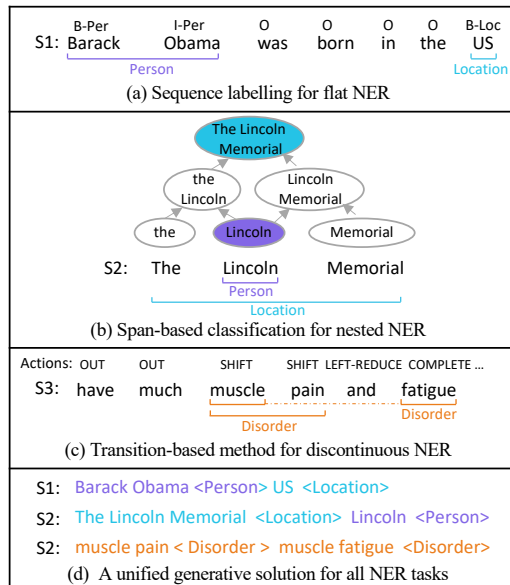 B-Per I-Per O O O O B-Loc
S1: Barack Obama was born in the US
Person Location
(a) Sequence labelling for flat NER
The Lincoln
Memorial
the
Lincoln
Lincoln
Memorial
the Lincoln Memorial
S2: The Lincoln Memorial
Person
Location
(b) Span-based classification for nested NER
Actions: OUT OUT SHIFT SHIFT LEFT-REDUCE COMPLETE ...
S3: have much muscle pain and fatigue
Disorder Disorder
(c) Transition-based method for discontinuous NER
S1: Barack Obama <Person> US <Location>
S2: The Lincoln Memorial <Location> Lincoln <Person>
S2: muscle pain < Disorder > muscle fatigue <Disorder>
(d) A unified generative solution for all NER tasks